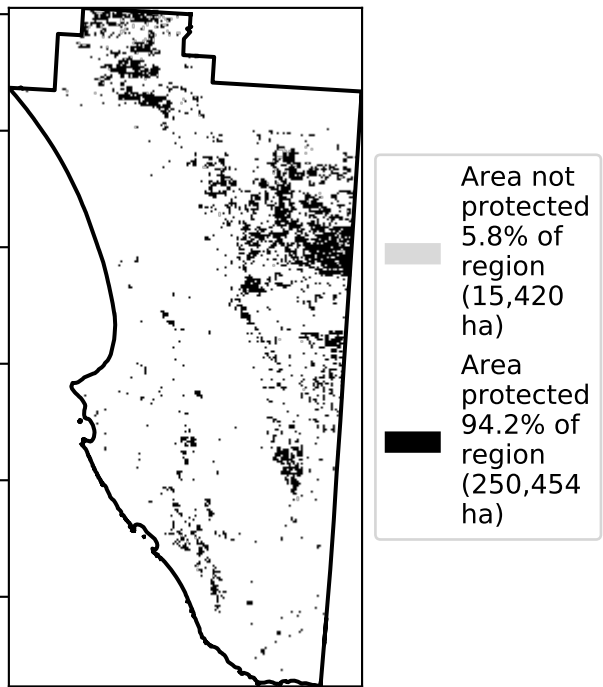 Area not
protected
5.8% of
region
(15,420
ha)
Area
protected
94.2% of
region
(250,454
ha)